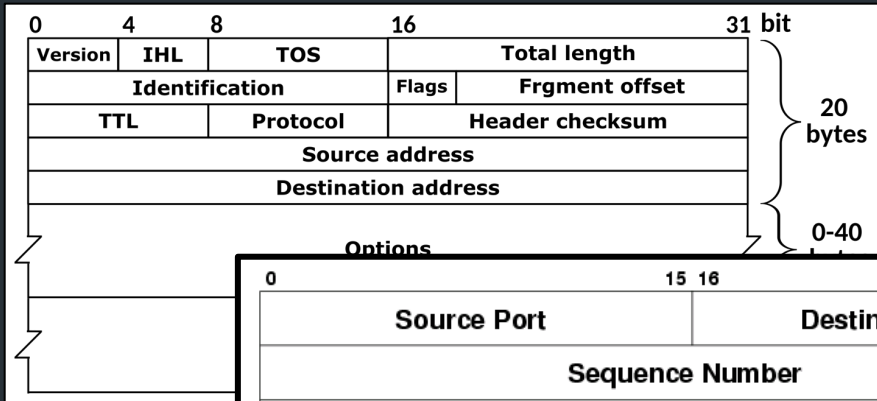 0 4 8 16 31 bit
Version IHL TOS Total length
Identification Flags Frgment offset
TTL Protocol Header checksum
Source address
Destination address
20
bytes
0-40
Options
0 15 16
Source Port
Sequence Number